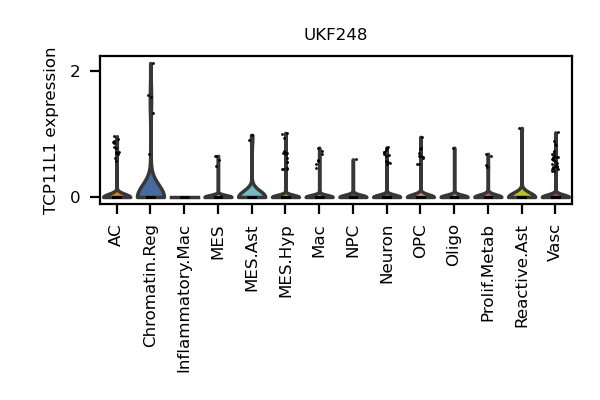 UKF248
TCP11L1 expression
2
0
AC
Chromatin.Reg
Inflammatory.Mac
MES
MES.Ast
MES.Hyp
Mac
NPC
Neuron
OPC
Oligo
Prolif.Metab
Reactive.Ast
Vasc